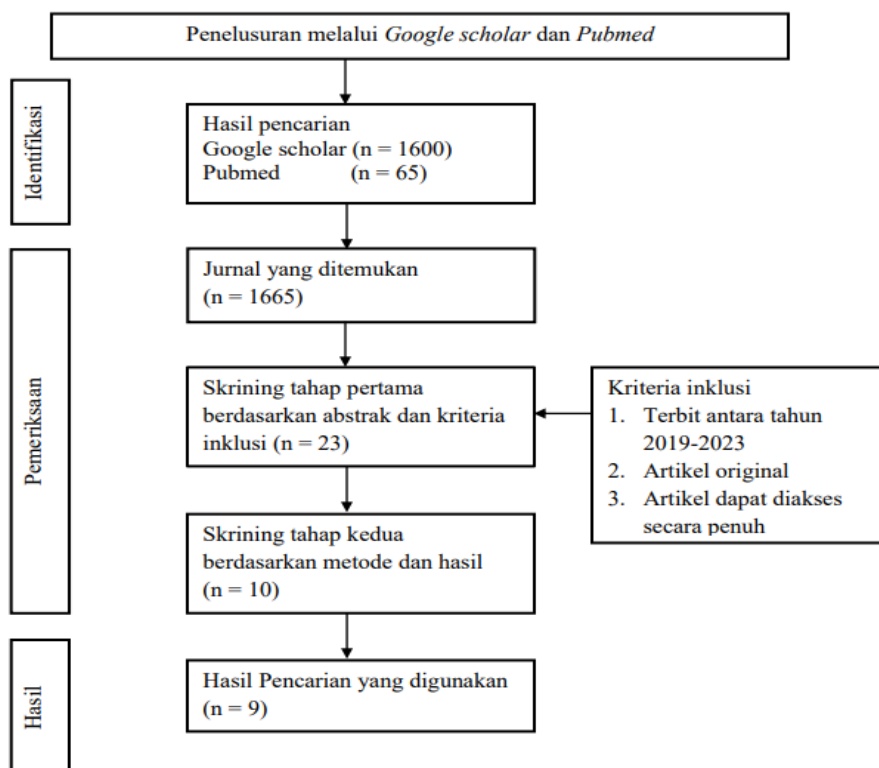 Penelusuran melalui Google scholar dan Pubmed
Identifikasi
Hasil pencarian
Google scholar (n = 1600)
Pubmed (n = 65)
Pemeriksaan
Jurnal yang ditemukan
(n = 1665)
Skrining tahap pertama
berdasarkan abstrak dan kriteria
inklusi (n = 23)
Kriteria inklusi
1. Terbit antara tahun
2019-2023
2. Artikel original
3. Artikel dapat diakses
secara penuh
Skrining tahap kedua
berdasarkan metode dan hasil
(n = 10)
Hasil
Hasil Pencarian yang digunakan
(n = 9)